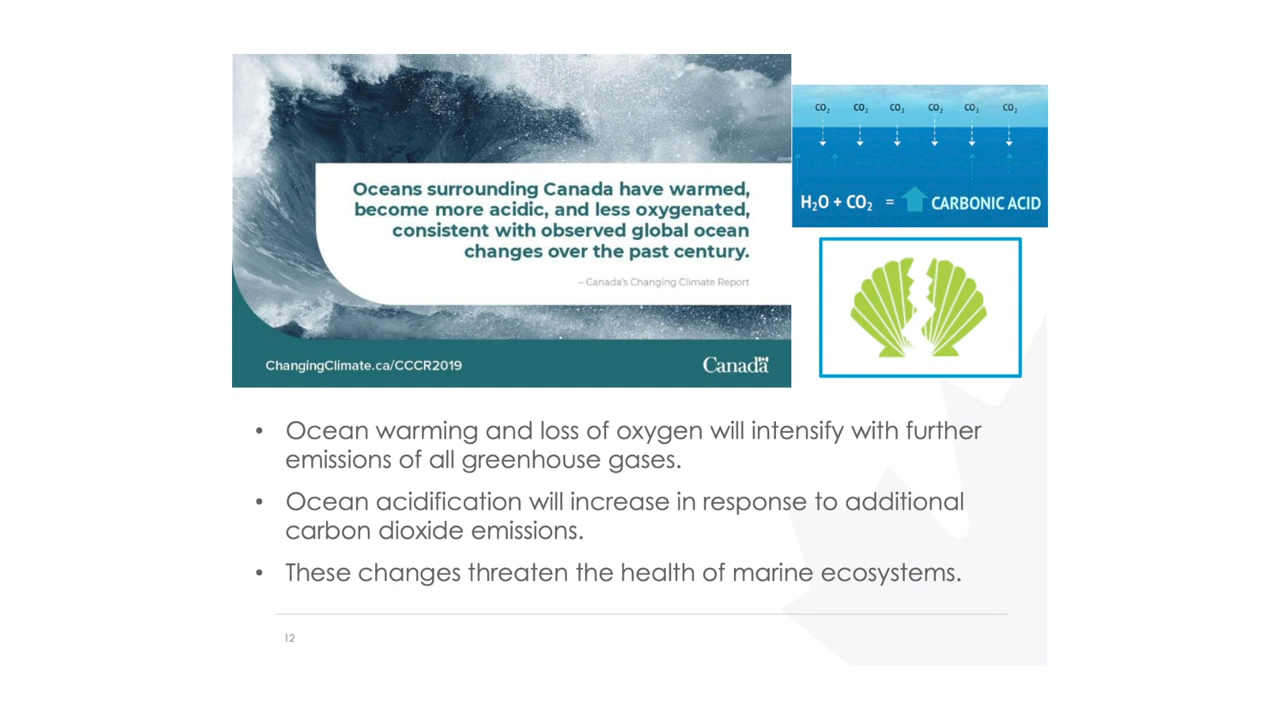 Oceans surrounding Canada have warmed,
become more acidic, and less oxygenated,
consistent with observed global ocean
changes over the past century.
– Canada's Changing Climate Report
ChangingClimate.ca/CCCR2019
Canada
CO₂ CO₂ CO₂ CO₂ CO₂ CO₂
H₂O + CO₂ = CARBONIC ACID
• Ocean warming and loss of oxygen will intensify with further
emissions of all greenhouse gases.
• Ocean acidification will increase in response to additional
carbon dioxide emissions.
• These changes threaten the health of marine ecosystems.
12